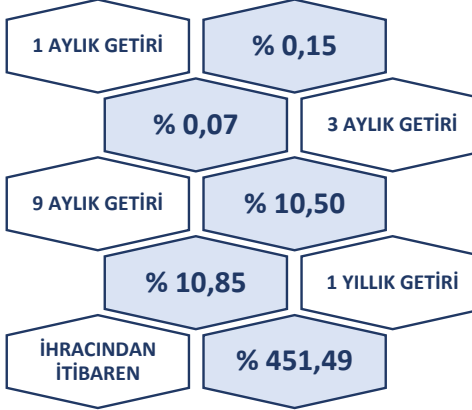 1 AYLIK GETİRİ
% 0,15
% 0,07
3 AYLIK GETİRİ
9 AYLIK GETİRİ
% 10,50
% 10,85
1 YILLIK GETİRİ
İHRACINDAN
İTİBAREN
% 451,49